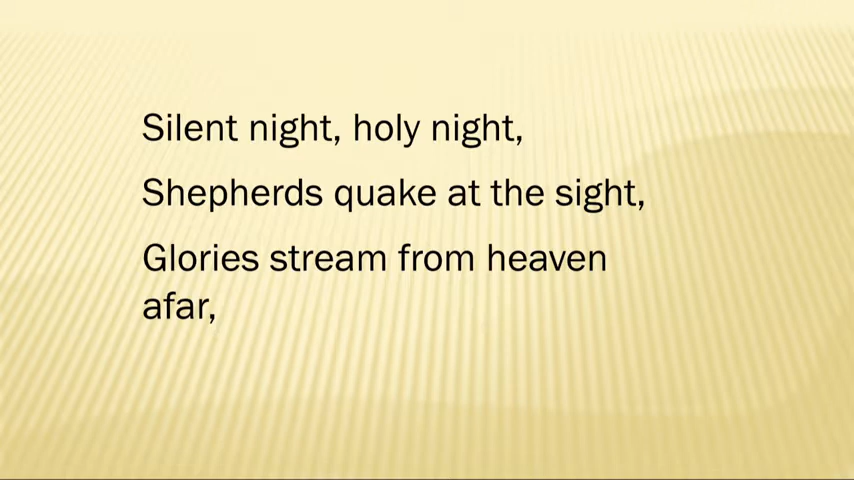 Silent night, holy night,
Shepherds quake at the sight,
Glories stream from heaven
afar,